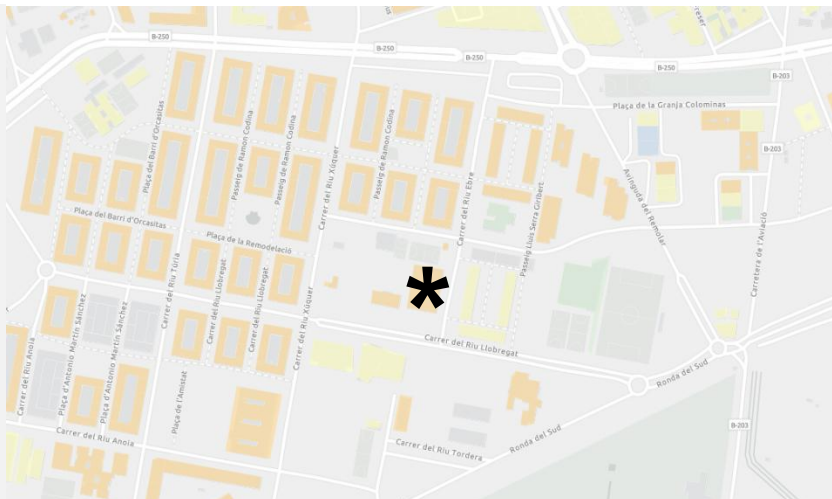 B-250
B-250
B-250
B-250
B-203
Plaça de la Granja Colominas
B-203
Plaça del Barri d'Orcasitas
Passeig de Ramon Codina
Passeig de Ramon Codina
Passeig de Ramon Codina
Carrer del Riu Xúquer
Carrer del Riu Ebre
Passeig Lluís Serra Giribert
Avinguda del Remolar
Carretera de l'Aviació
Plaça del Barri d'Orcasitas
Plaça de la Remodelació
Carrer del Riu Túria
Carrer del Riu Llobregat
Carrer del Riu Llobregat
Carrer del Riu Xúquer
*
Carrer del Riu Llobregat
Carrer del Riu Anoia
Plaça d'Antonio Martín Sánchez
Plaça d'Antonio Martín Sánchez
Plaça de l'Amistat
Ronda del Sud
Carrer del Riu Anoia
Carrer del Riu Tordera
Ronda del Sud
B-203